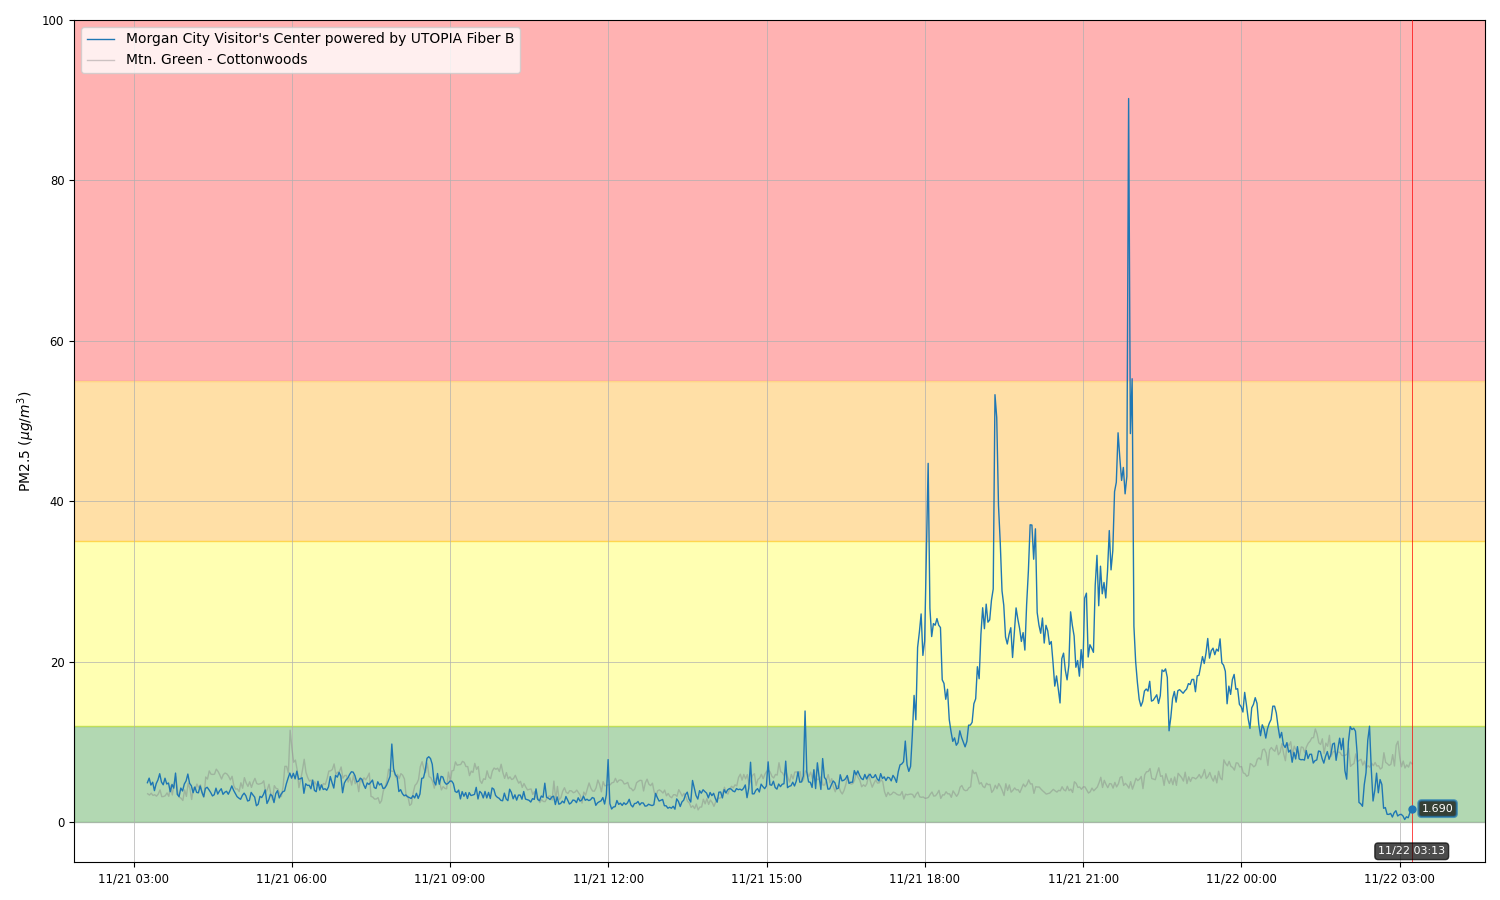 100
Morgan City Visitor's Center powered by UTOPIA Fiber B
Mtn. Green - Cottonwoods
80
60
PM2.5 (μg/m³)
40
20
1.690
0
11/22 03:13
11/21 03:00 11/21 06:00 11/21 09:00 11/21 12:00 11/21 15:00 11/21 18:00 11/21 21:00 11/22 00:00 11/22 03:00